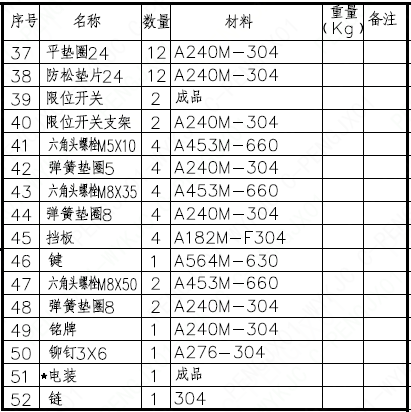 序号 名称 数量 材料 重量(Kg) 备注
37 平垫圈24 12 A240M-304
38 防松垫片24 12 A240M-304
39 限位开关 2 成品
40 限位开关支架 2 A240M-304
41 六角头螺栓M5X10 4 A453M-660
42 弹簧垫圈5 4 A240M-304
43 六角头螺栓M8X35 4 A453M-660
44 弹簧垫圈8 4 A240M-304
45 挡板 4 A182M-F304
46 键 1 A564M-630
47 六角头螺栓M8X50 2 A453M-660
48 弹簧垫圈8 2 A240M-304
49 铭牌 1 A240M-304
50 铆钉3X6 1 A276-304
51 *电装 1 成品
52 链 1 304